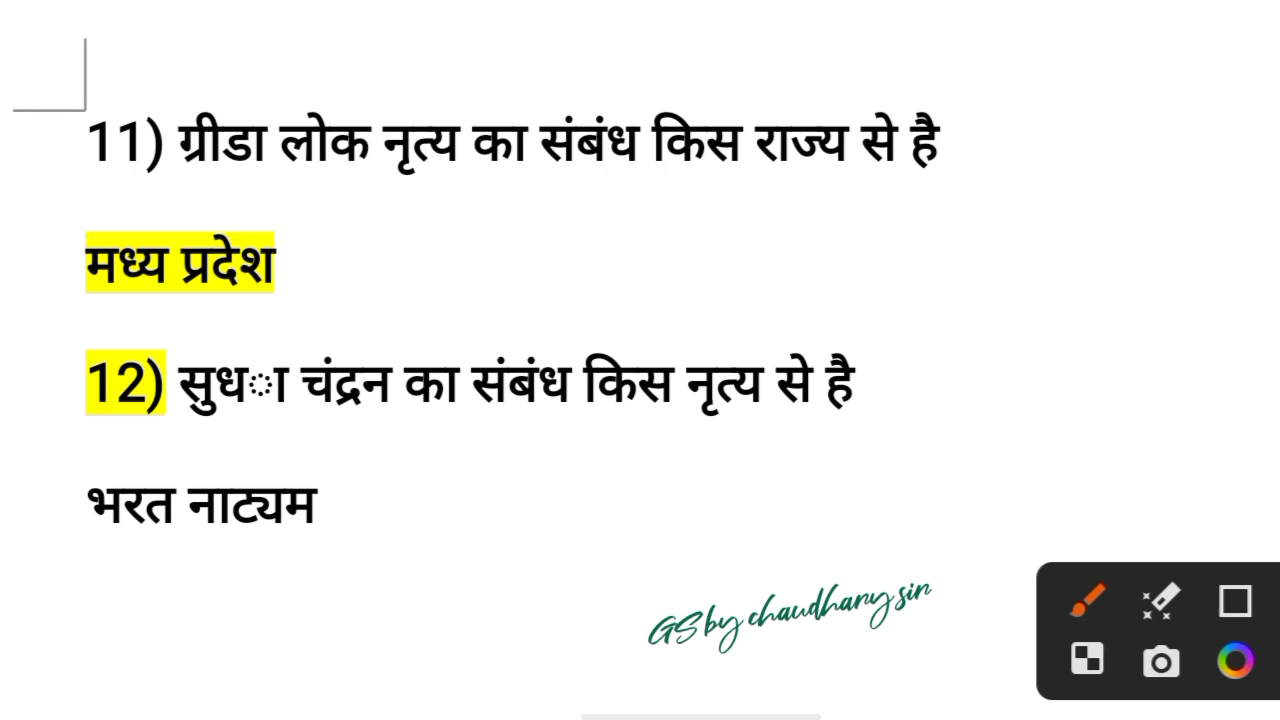 11) ग्रीडा लोक नृत्य का संबंध किस राज्य से है
मध्य प्रदेश
12) सुध◌ा चंद्रन का संबंध किस नृत्य से है
भरत नाट्यम
GS by chaudhary sir